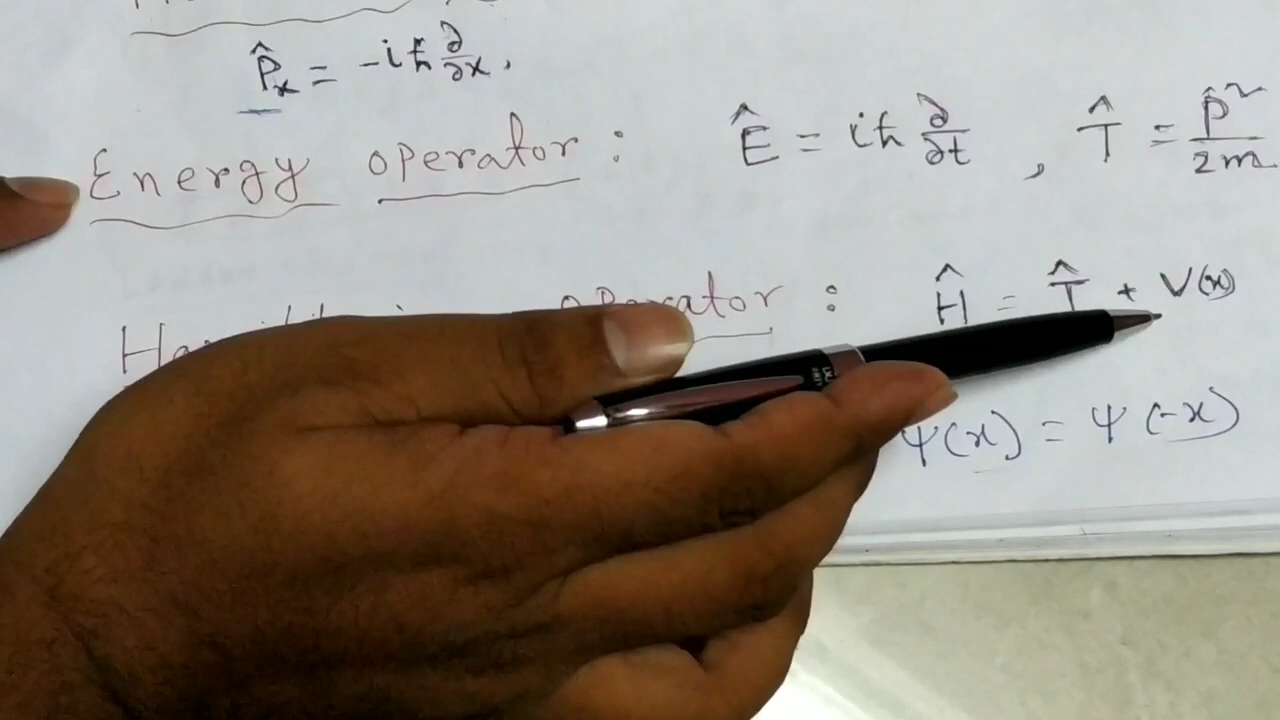 P̂x = -iħ ∂/∂x .
Energy operator : Ê = iħ ∂/∂t , T̂ = p̂²/2m
operator : Ĥ = T̂ + V(x)
ψ(x) = ψ(-x)